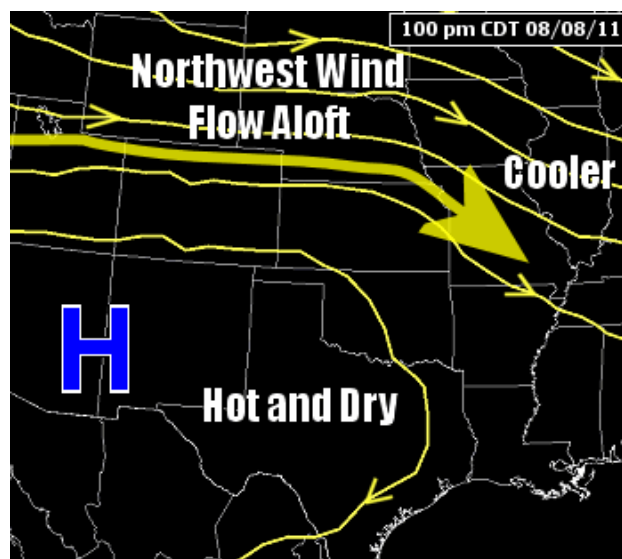 100 pm CDT 08/08/11
Northwest Wind
Flow Aloft
Cooler
H
Hot and Dry